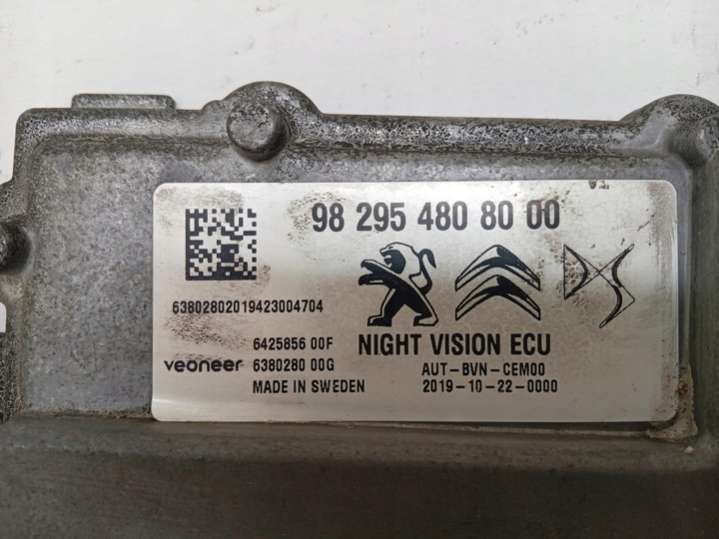 98 295 480 80 00
63802802019423004704
6425856 00F
veoneer 6380280 00G
MADE IN SWEDEN
NIGHT VISION ECU
AUT-BVN-CEM00
2019-10-22-0000